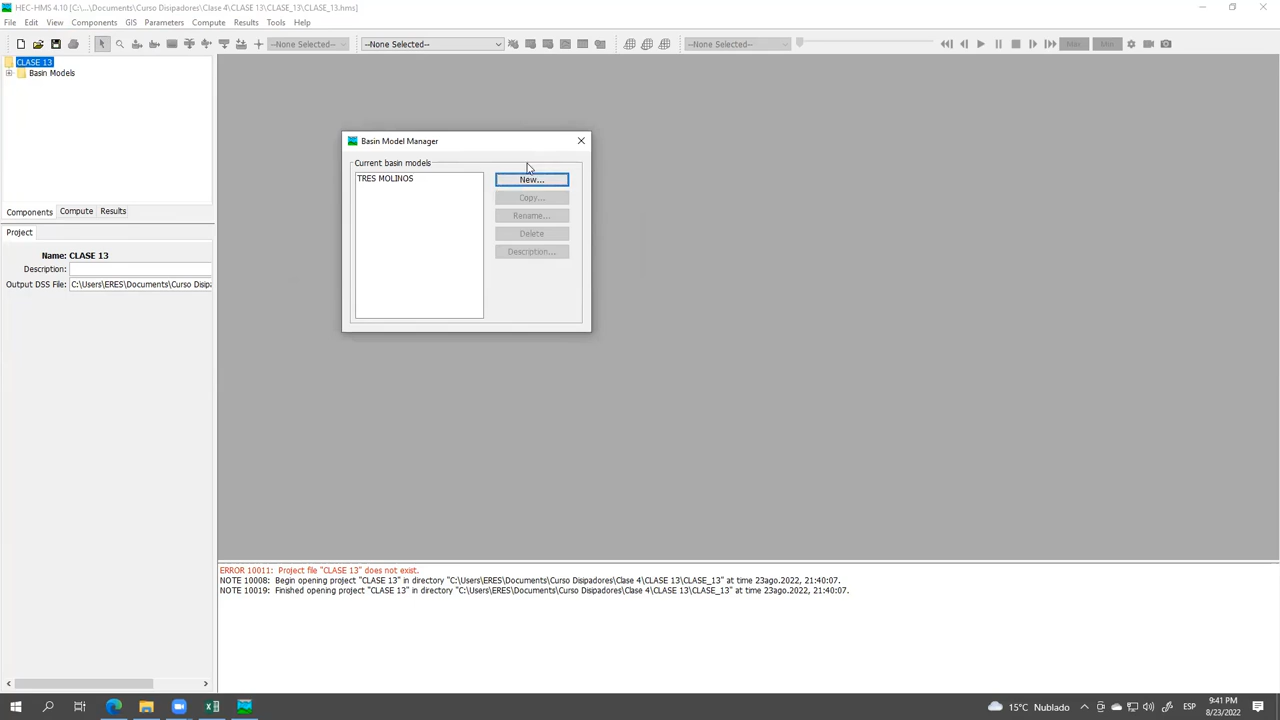 HEC-HMS 4.10 [C:\...\Documents\Curso Disipadores\Clase 4\CLASE 13\CLASE_13\CLASE_13.hms]
File Edit View Components GIS Parameters Compute Results Tools Help
--None Selected-- --None Selected-- --None Selected--
CLASE 13
Basin Models
Basin Model Manager
Current basin models
TRES MOLINOS
New...
Copy...
Rename...
Delete
Description...
Components Compute Results
Project
Name: CLASE 13
Description:
Output DSS File: C:\Users\ERES\Documents\Curso Disipa
ERROR 10011: Project file "CLASE 13" does not exist.
NOTE 10008: Begin opening project "CLASE 13" in directory "C:\Users\ERES\Documents\Curso Disipadores\Clase 4\CLASE 13\CLASE_13" at time 23ago.2022, 21:40:07.
NOTE 10019: Finished opening project "CLASE 13" in directory "C:\Users\ERES\Documents\Curso Disipadores\Clase 4\CLASE 13\CLASE_13" at time 23ago.2022, 21:40:07.
15°C Nublado
ESP
9:41 PM
8/23/2022